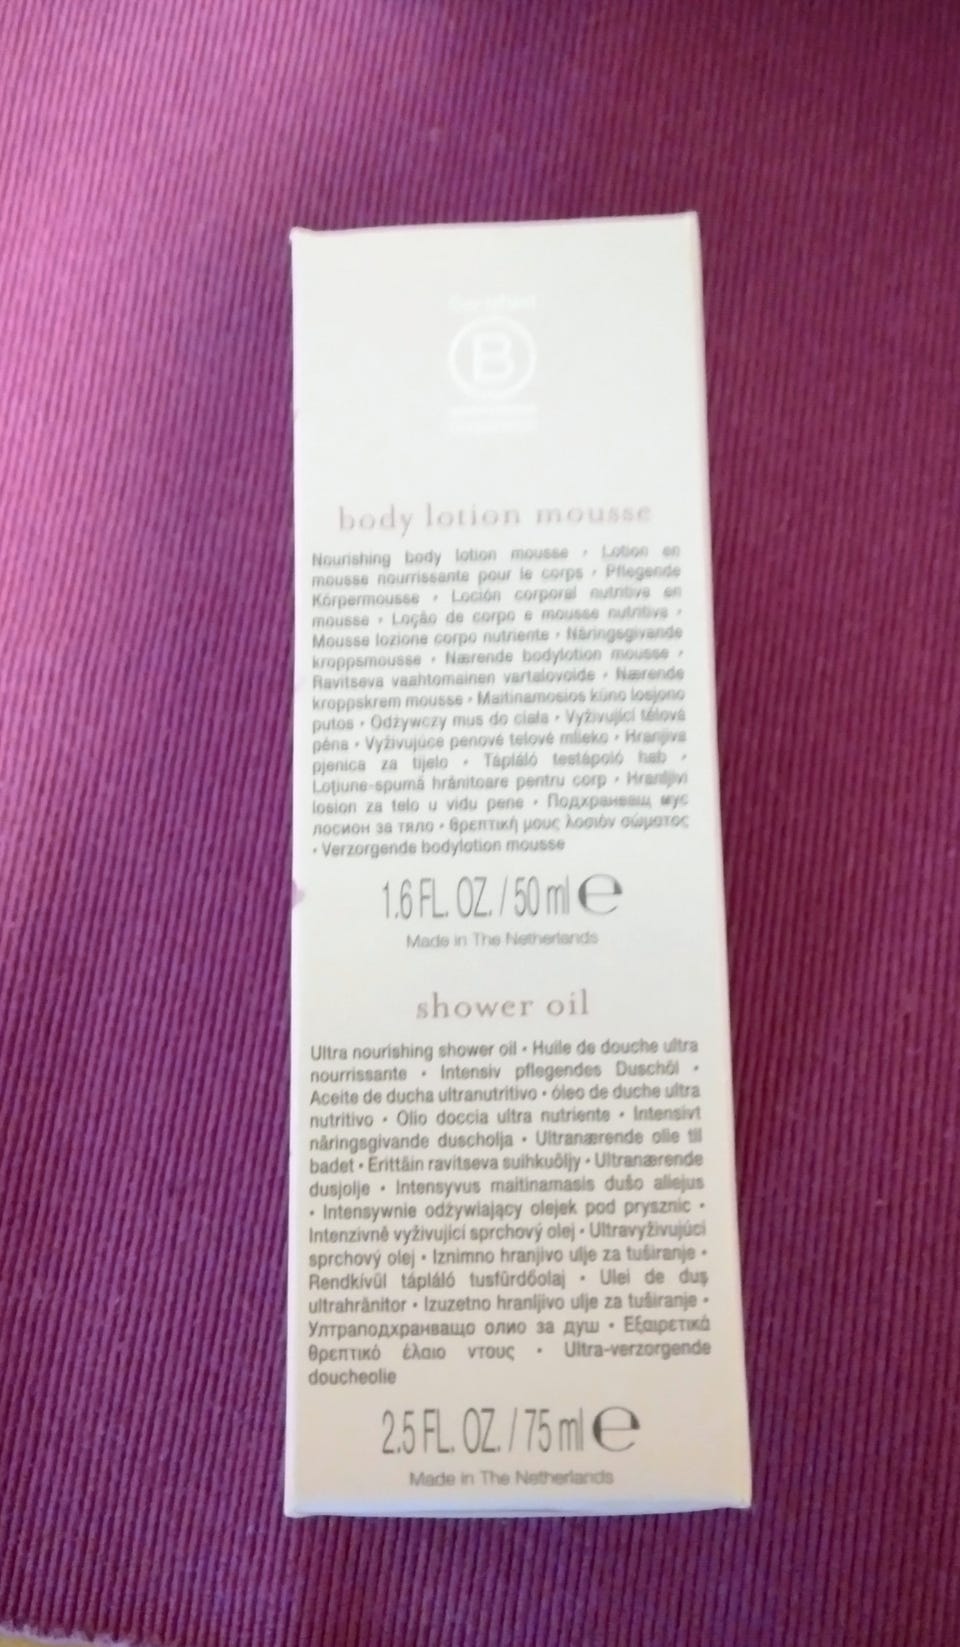 B
body lotion mousse
Nourishing body lotion mousse • Lotion en
mousse nourrissante pour le corps • Pflegende
Körpermousse • Loción corporal nutritiva en
mousse • Loção de corpo e mousse nutritiva •
Mousse lozione corpo nutriente • Näringsgivande
kroppsmousse • Nærende bodylotion mousse •
Ravitseva vaahtomainen vartalovoide • Nærende
kroppskrem mousse • Maitinamosios kūno losjono
putos • Odżywczy mus do ciała • Vyživující tělová
pěna • Vyživujúce penové telové mlieko • Hranjiva
pjenica za tijelo • Tápláló testápoló hab •
Loțiune-spumă hrănitoare pentru corp • Hranljivi
losion za telo u vidu pene • Подхранващ мус
лосион за тяло • Θρεπτική μους λοσιόν σώματος
• Verzorgende bodylotion mousse
1.6 FL. OZ. / 50 ml e
Made in The Netherlands
shower oil
Ultra nourishing shower oil • Huile de douche ultra
nourrissante • Intensiv pflegendes Duschöl •
Aceite de ducha ultranutritivo • óleo de duche ultra
nutritivo • Olio doccia ultra nutriente • Intensivt
näringsgivande duscholja • Ultranærende olie til
badet • Erittäin ravitseva suihkuöljy • Ultranærende
dusjolje • Intensyvus maitinamasis dušo aliejus
• Intensywnie odżywiający olejek pod prysznic •
Intenzivně vyživující sprchový olej • Ultravyživujúci
sprchový olej • Iznimno hranjivo ulje za tuširanje •
Rendkívül tápláló tusfürdőolaj • Ulei de duș
ultrahrănitor • Izuzetno hranljivo ulje za tuširanje •
Ултраподхранващо олио за душ • Εξαιρετικά
θρεπτικό έλαιο ντους • Ultra-verzorgende
doucheolie
2.5 FL. OZ. / 75 ml e
Made in The Netherlands